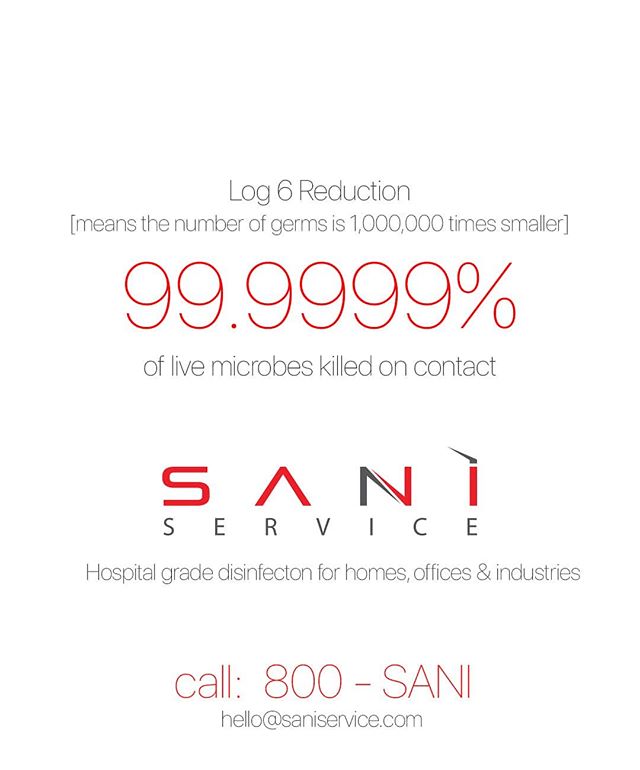 Log 6 Reduction
[means the number of germs is 1,000,000 times smaller]
99.9999%
of live microbes killed on contact
SANI
SERVICE
Hospital grade disinfecton for homes, offices & industries
call: 800 - SANI
hello@saniservice.com